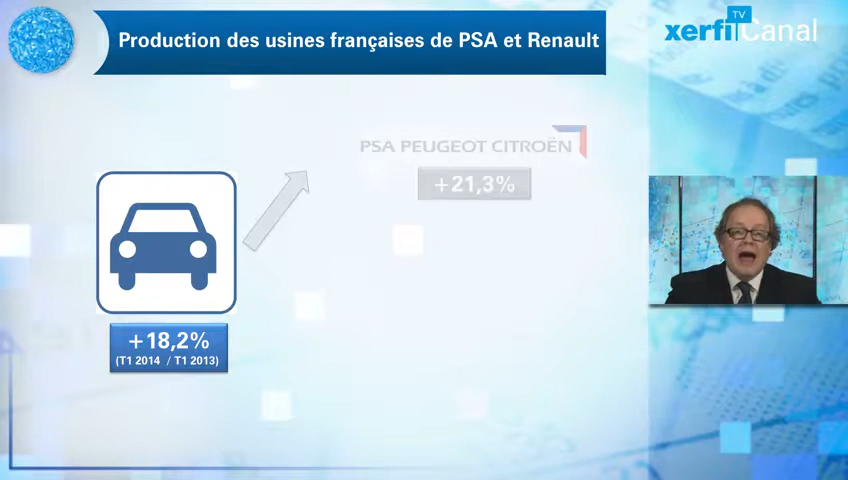 Production des usines françaises de PSA et Renault
xerfi TV Canal
PSA PEUGEOT CITROËN
+21,3%
+18,2%
(T1 2014 / T1 2013)